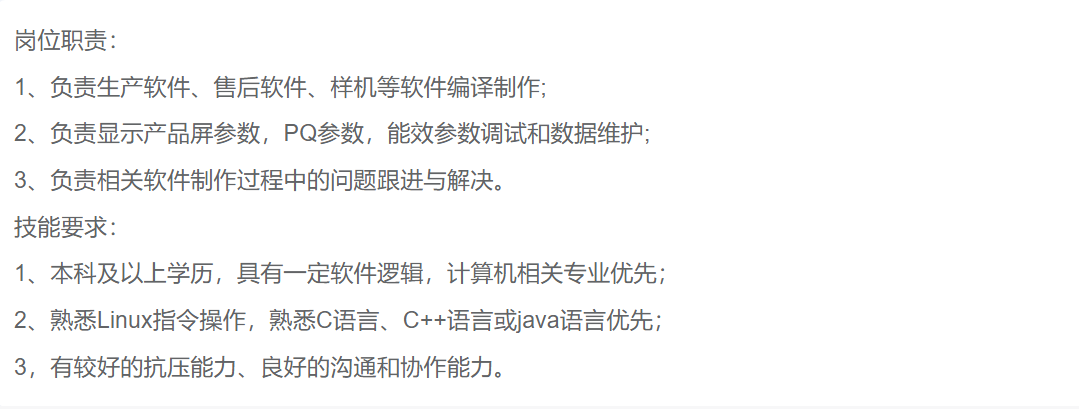 岗位职责：
1、负责生产软件、售后软件、样机等软件编译制作;
2、负责显示产品屏参数，PQ参数，能效参数调试和数据维护;
3、负责相关软件制作过程中的问题跟进与解决。
技能要求：
1、本科及以上学历，具有一定软件逻辑，计算机相关专业优先；
2、熟悉Linux指令操作，熟悉C语言、C++语言或java语言优先；
3，有较好的抗压能力、良好的沟通和协作能力。